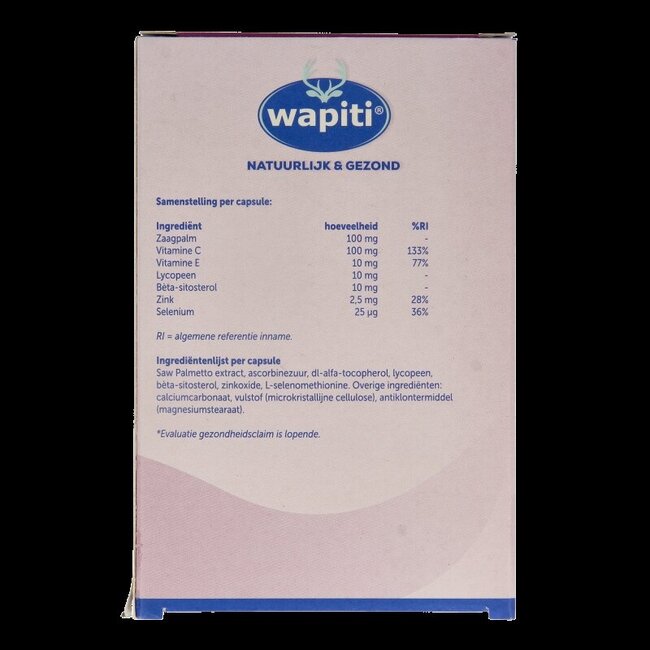 wapiti®
NATUURLIJK & GEZOND
Samenstelling per capsule:
Ingrediënt hoeveelheid %RI
Zaagpalm 100 mg -
Vitamine C 100 mg 133%
Vitamine E 10 mg 77%
Lycopeen 10 mg -
Bèta-sitosterol 10 mg -
Zink 2,5 mg 28%
Selenium 25 µg 36%
RI = algemene referentie inname.
Ingrediëntenlijst per capsule
Saw Palmetto extract, ascorbinezuur, dl-alfa-tocopherol, lycopeen,
bèta-sitosterol, zinkoxide, L-selenomethionine. Overige ingrediënten:
calciumcarbonaat, vulstof (microkristallijne cellulose), antiklontermiddel
(magnesiumstearaat).
*Evaluatie gezondheidsclaim is lopende.